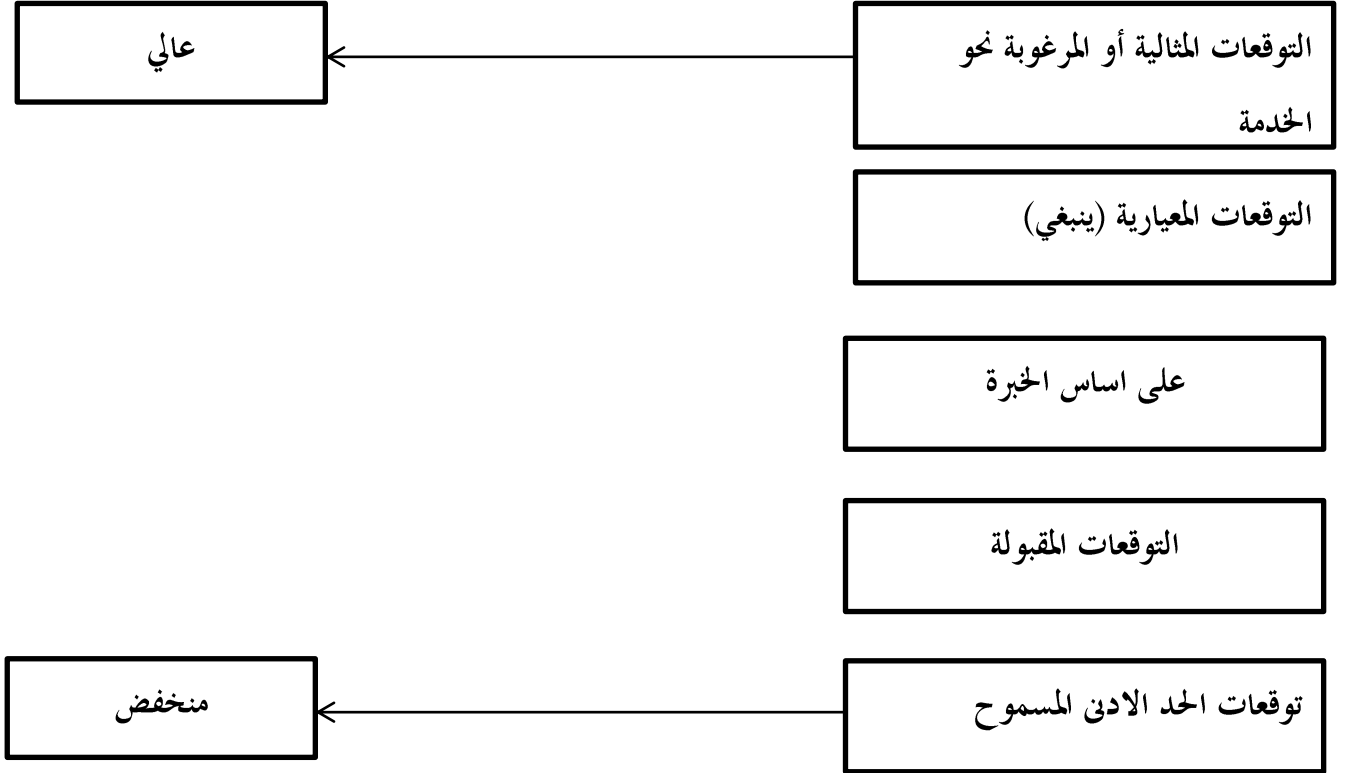 التوقعات المثالية أو المرغوبة نحو
الخدمة
عالي
التوقعات المعيارية (ينبغي)
على اساس الخبرة
التوقعات المقبولة
توقعات الحد الادنى المسموح
منخفض